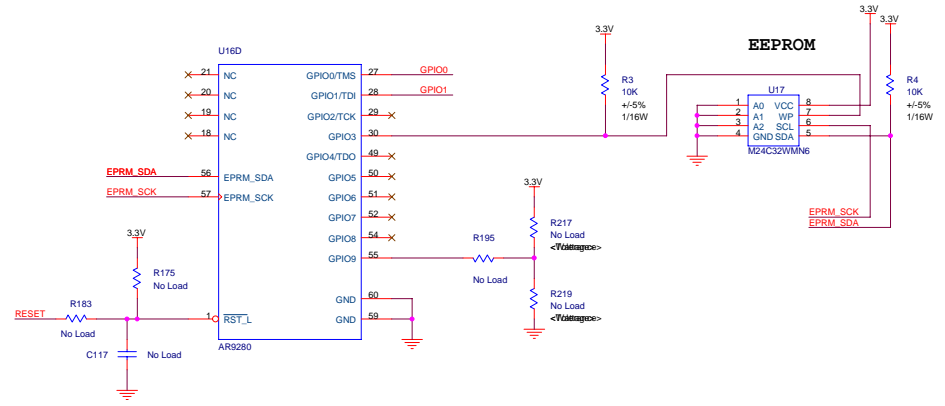 U16D
21 NC
20 NC
19 NC
18 NC
56 EPRM_SDA
57 EPRM_SCK
1 RST_L
EPRM_SDA
EPRM_SCK
GPIO0/TMS 27 GPIO0
GPIO1/TDI 28 GPIO1
GPIO2/TCK 29
GPIO3 30
GPIO4/TDO 49
GPIO5 50
GPIO6 51
GPIO7 52
GPIO8 54
GPIO9 55
GND 60
GND 59
AR9280
3.3V
R175
No Load
RESET
R183
No Load
C117 No Load
R195
No Load
3.3V
R217
No Load
R219
No Load
3.3V
R3
10K
+/-5%
1/16W
EEPROM
U17
1 A0 VCC 8
2 A1 WP 7
3 A2 SCL 6
4 GND SDA 5
M24C32WMN6
3.3V
3.3V
R4
10K
+/-5%
1/16W
EPRM_SCK
EPRM_SDA